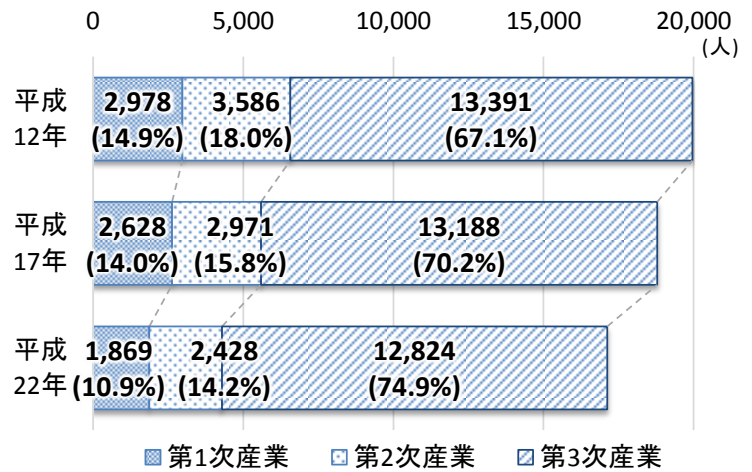 0 5,000 10,000 15,000 20,000
(人)
平成
12年
2,978 3,586 13,391
(14.9%) (18.0%) (67.1%)
平成
17年
2,628 2,971 13,188
(14.0%) (15.8%) (70.2%)
平成
22年
1,869 2,428 12,824
(10.9%) (14.2%) (74.9%)
第1次産業 第2次産業 第3次産業